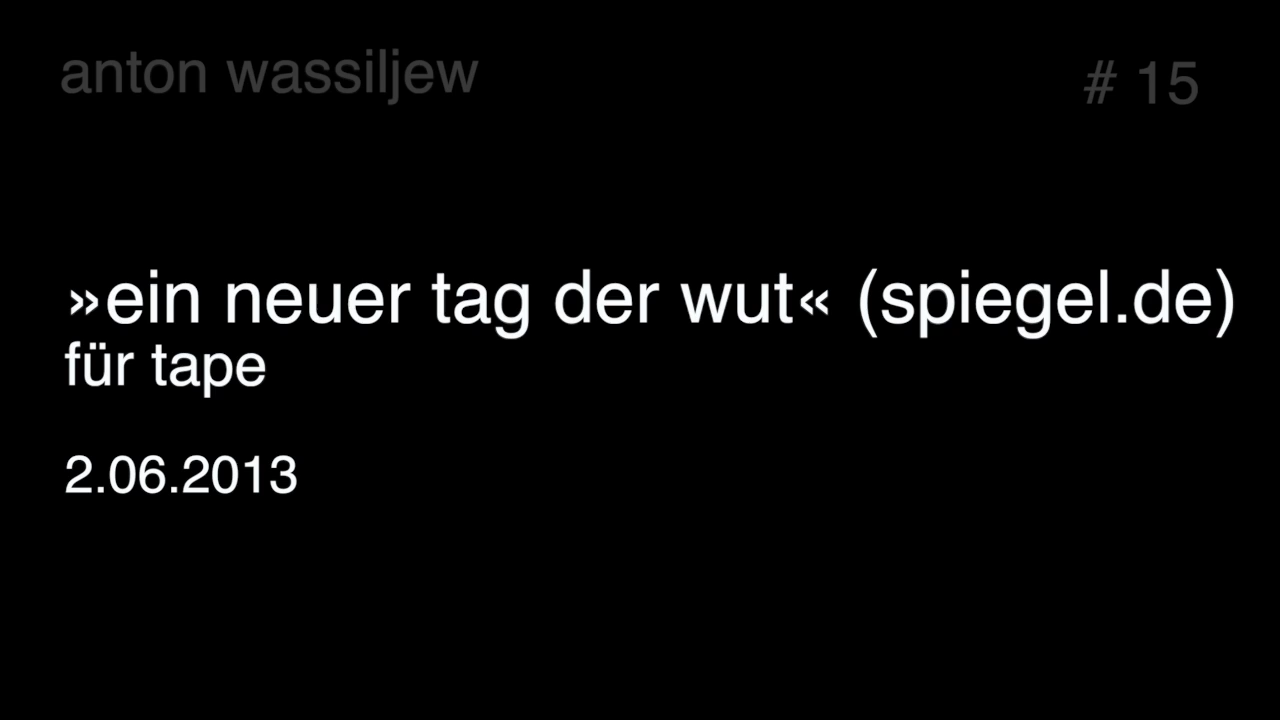 anton wassiljew
# 15
»ein neuer tag der wut« (spiegel.de)
für tape
2.06.2013